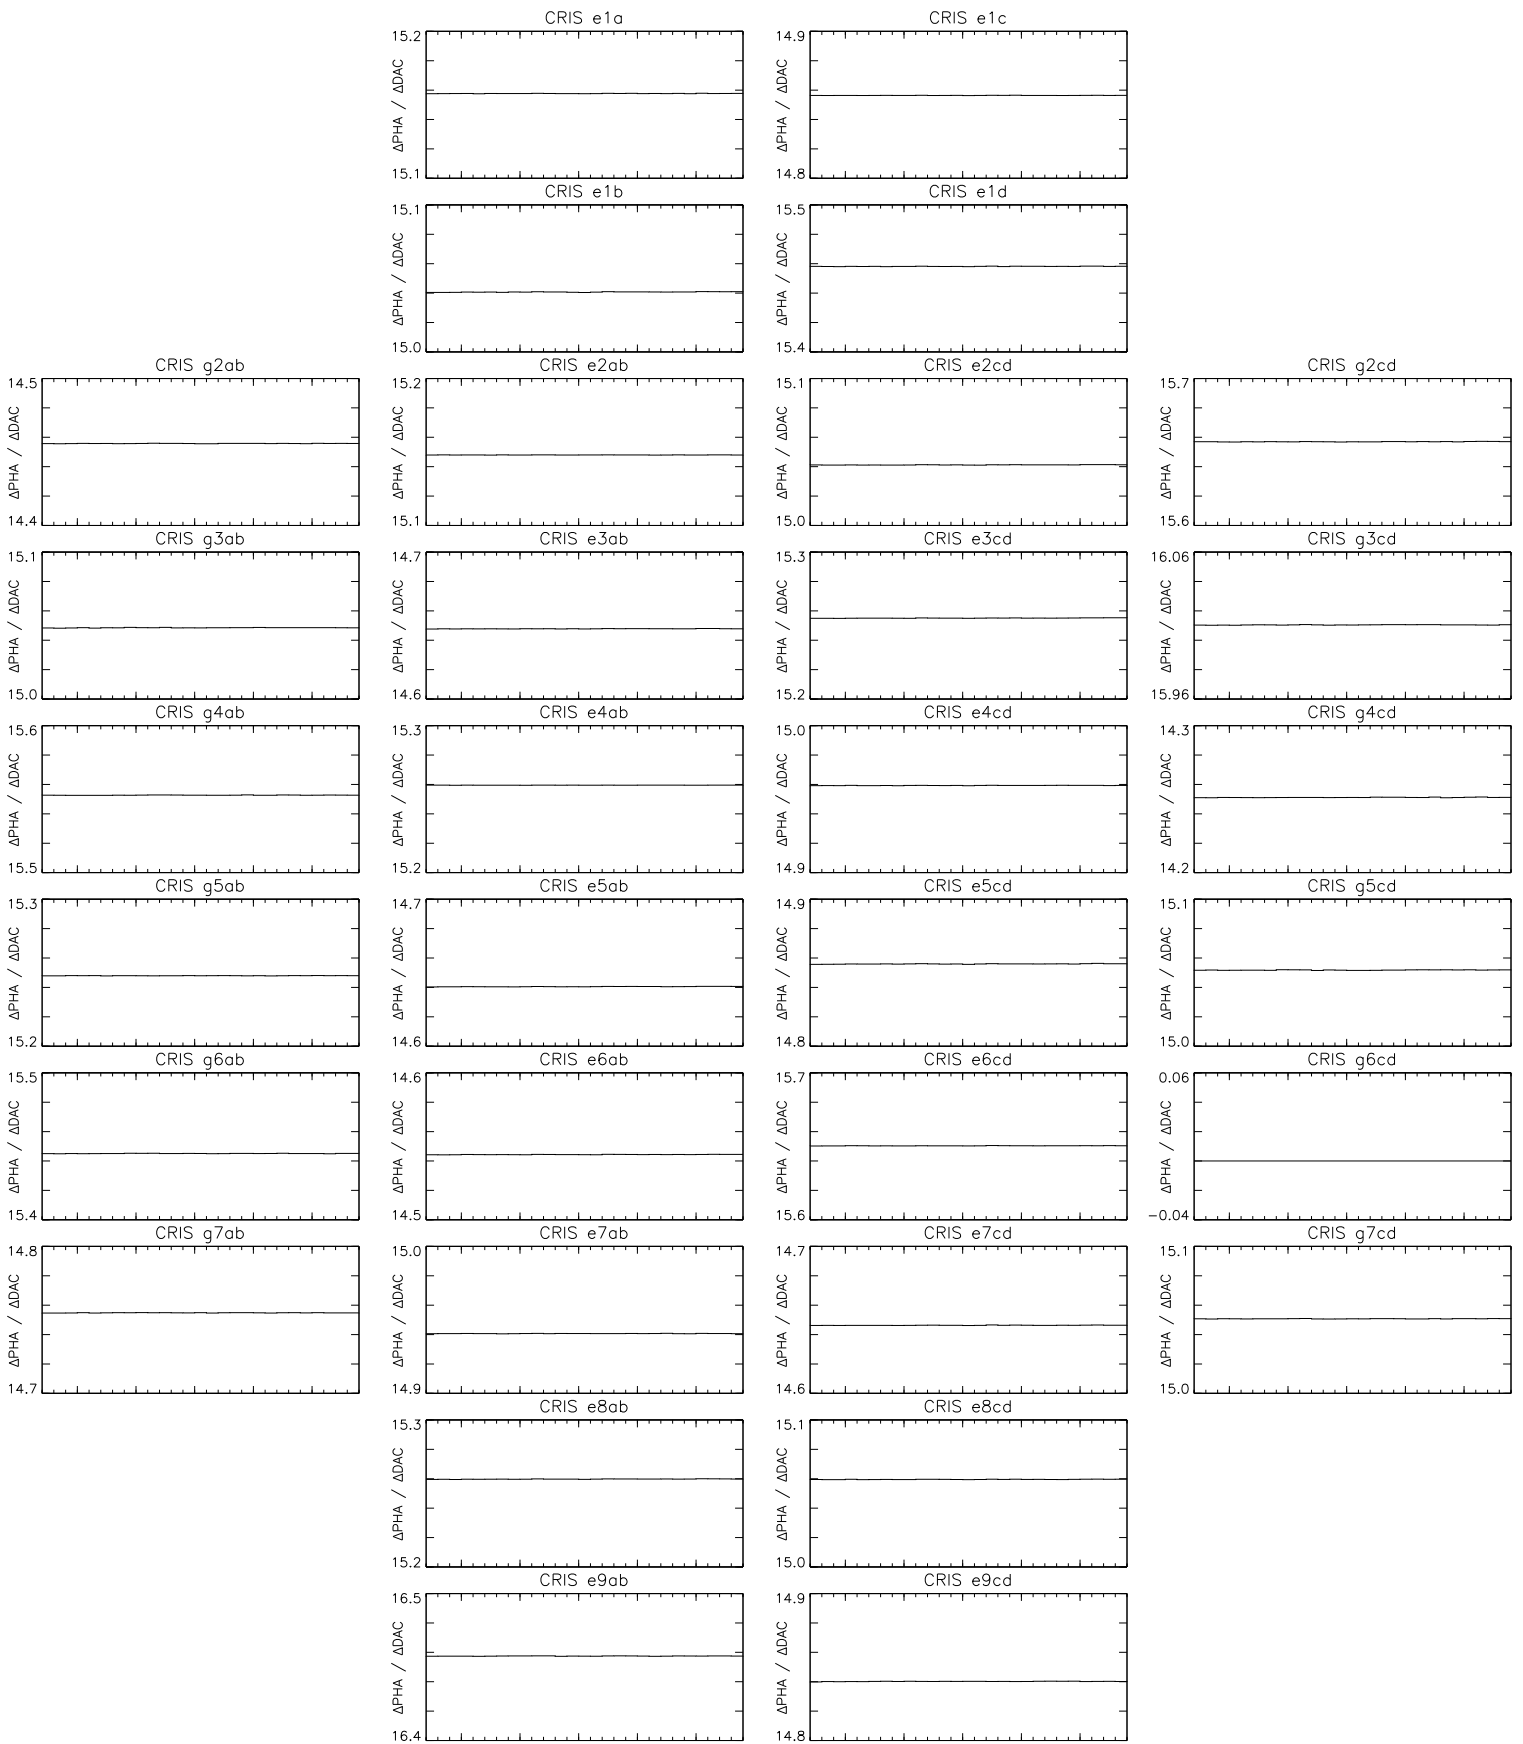 CRIS e1a
CRIS e1c
15.2
ΔPHA / ΔDAC
15.1
14.9
ΔPHA / ΔDAC
14.8
CRIS e1b
CRIS e1d
15.1
ΔPHA / ΔDAC
15.0
15.5
ΔPHA / ΔDAC
15.4
CRIS g2ab
CRIS e2ab
CRIS e2cd
CRIS g2cd
14.5
ΔPHA / ΔDAC
14.4
15.2
ΔPHA / ΔDAC
15.1
15.1
ΔPHA / ΔDAC
15.0
15.7
ΔPHA / ΔDAC
15.6
CRIS g3ab
CRIS e3ab
CRIS e3cd
CRIS g3cd
15.1
ΔPHA / ΔDAC
15.0
14.7
ΔPHA / ΔDAC
14.6
15.3
ΔPHA / ΔDAC
15.2
16.06
ΔPHA / ΔDAC
15.96
CRIS g4ab
CRIS e4ab
CRIS e4cd
CRIS g4cd
15.6
ΔPHA / ΔDAC
15.5
15.3
ΔPHA / ΔDAC
15.2
15.0
ΔPHA / ΔDAC
14.9
14.3
ΔPHA / ΔDAC
14.2
CRIS g5ab
CRIS e5ab
CRIS e5cd
CRIS g5cd
15.3
ΔPHA / ΔDAC
15.2
14.7
ΔPHA / ΔDAC
14.6
14.9
ΔPHA / ΔDAC
14.8
15.1
ΔPHA / ΔDAC
15.0
CRIS g6ab
CRIS e6ab
CRIS e6cd
CRIS g6cd
15.5
ΔPHA / ΔDAC
15.4
14.6
ΔPHA / ΔDAC
14.5
15.7
ΔPHA / ΔDAC
15.6
0.06
ΔPHA / ΔDAC
−0.04
CRIS g7ab
CRIS e7ab
CRIS e7cd
CRIS g7cd
14.8
ΔPHA / ΔDAC
14.7
15.0
ΔPHA / ΔDAC
14.9
14.7
ΔPHA / ΔDAC
14.6
15.1
ΔPHA / ΔDAC
15.0
CRIS e8ab
CRIS e8cd
15.3
ΔPHA / ΔDAC
15.2
15.1
ΔPHA / ΔDAC
15.0
CRIS e9ab
CRIS e9cd
16.5
ΔPHA / ΔDAC
16.4
14.9
ΔPHA / ΔDAC
14.8